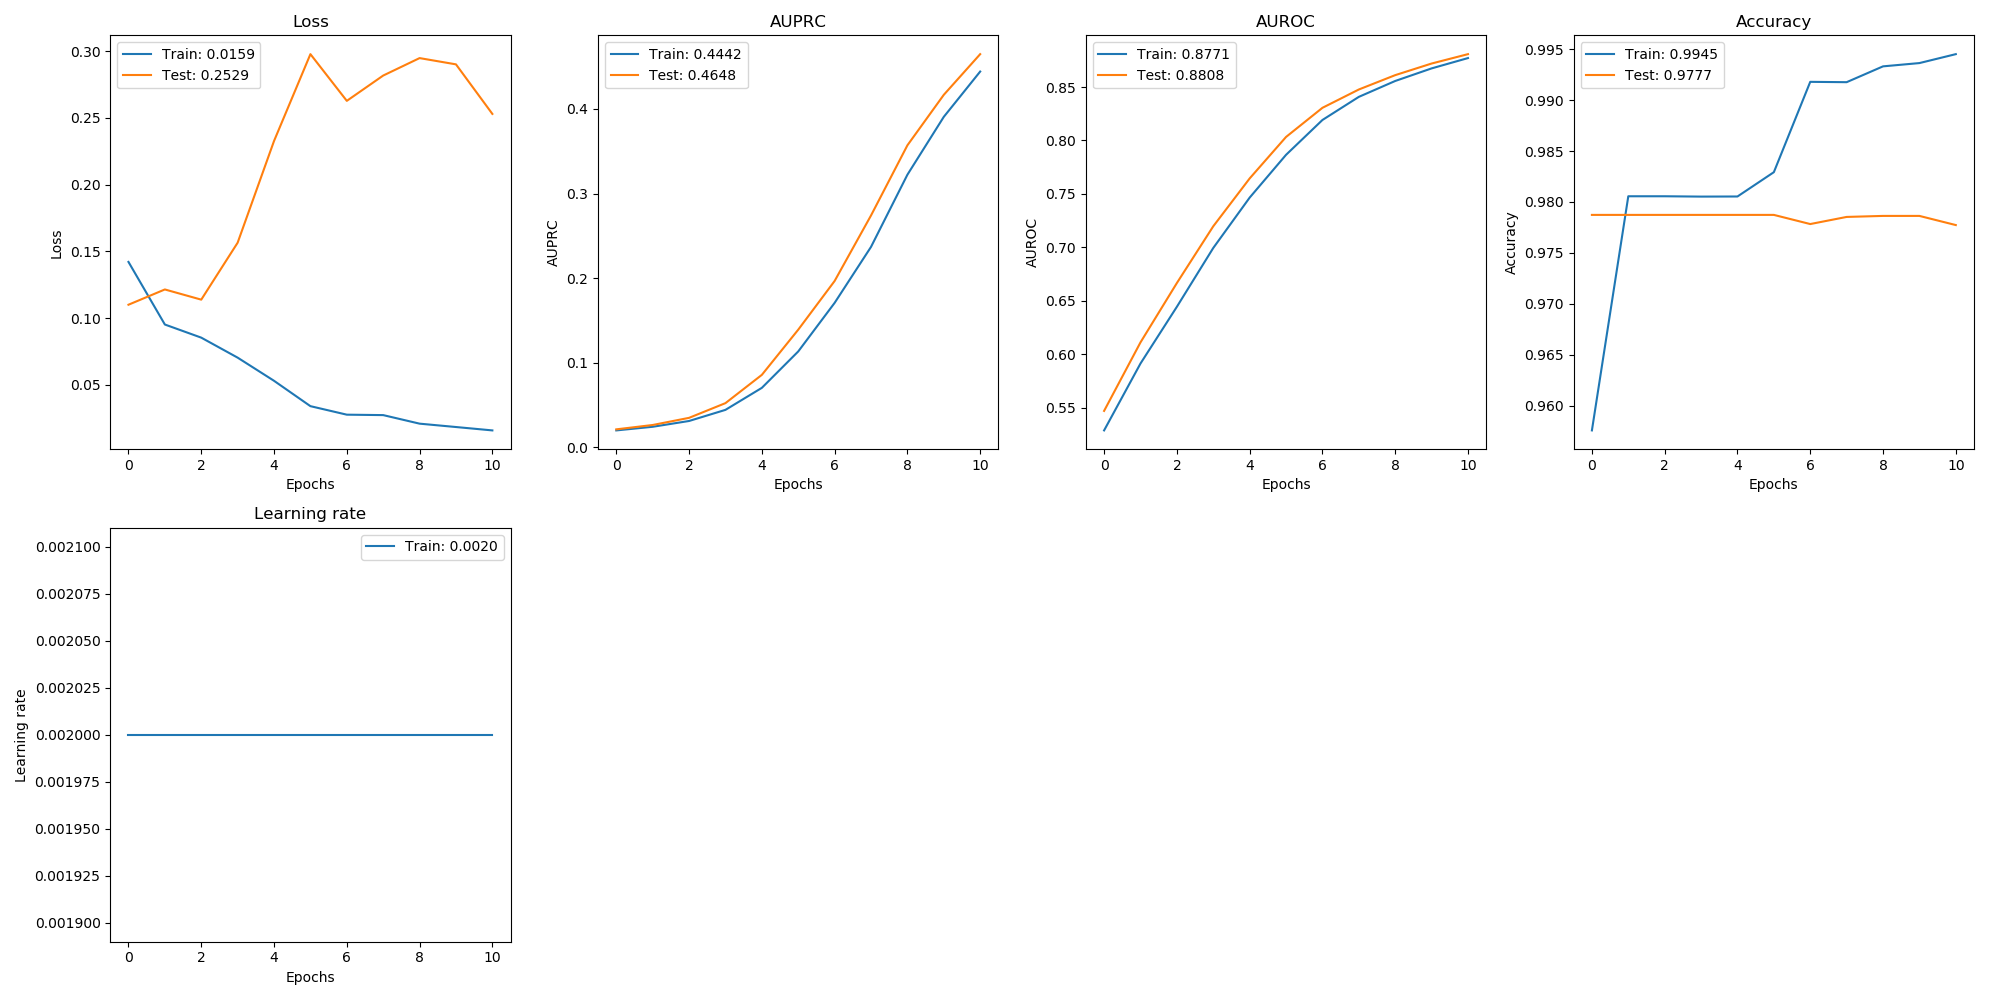 Loss
Train: 0.0159
Test: 0.2529
0.30
0.25
0.20
0.15
0.10
0.05
Loss
0 2 4 6 8 10
Epochs
AUPRC
Train: 0.4442
Test: 0.4648
0.4
0.3
0.2
0.1
0.0
AUPRC
0 2 4 6 8 10
Epochs
AUROC
Train: 0.8771
Test: 0.8808
0.85
0.80
0.75
0.70
0.65
0.60
0.55
AUROC
0 2 4 6 8 10
Epochs
Accuracy
Train: 0.9945
Test: 0.9777
0.995
0.990
0.985
0.980
0.975
0.970
0.965
0.960
Accuracy
0 2 4 6 8 10
Epochs
Learning rate
Train: 0.0020
0.002100
0.002075
0.002050
0.002025
0.002000
0.001975
0.001950
0.001925
0.001900
Learning rate
0 2 4 6 8 10
Epochs